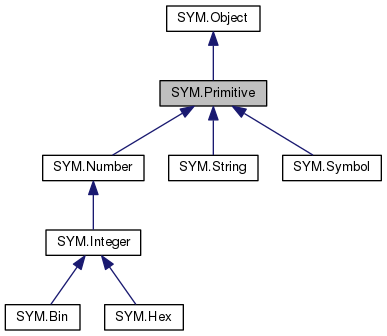 SYM.Object
SYM.Primitive
SYM.Number
SYM.String
SYM.Symbol
SYM.Integer
SYM.Bin
SYM.Hex